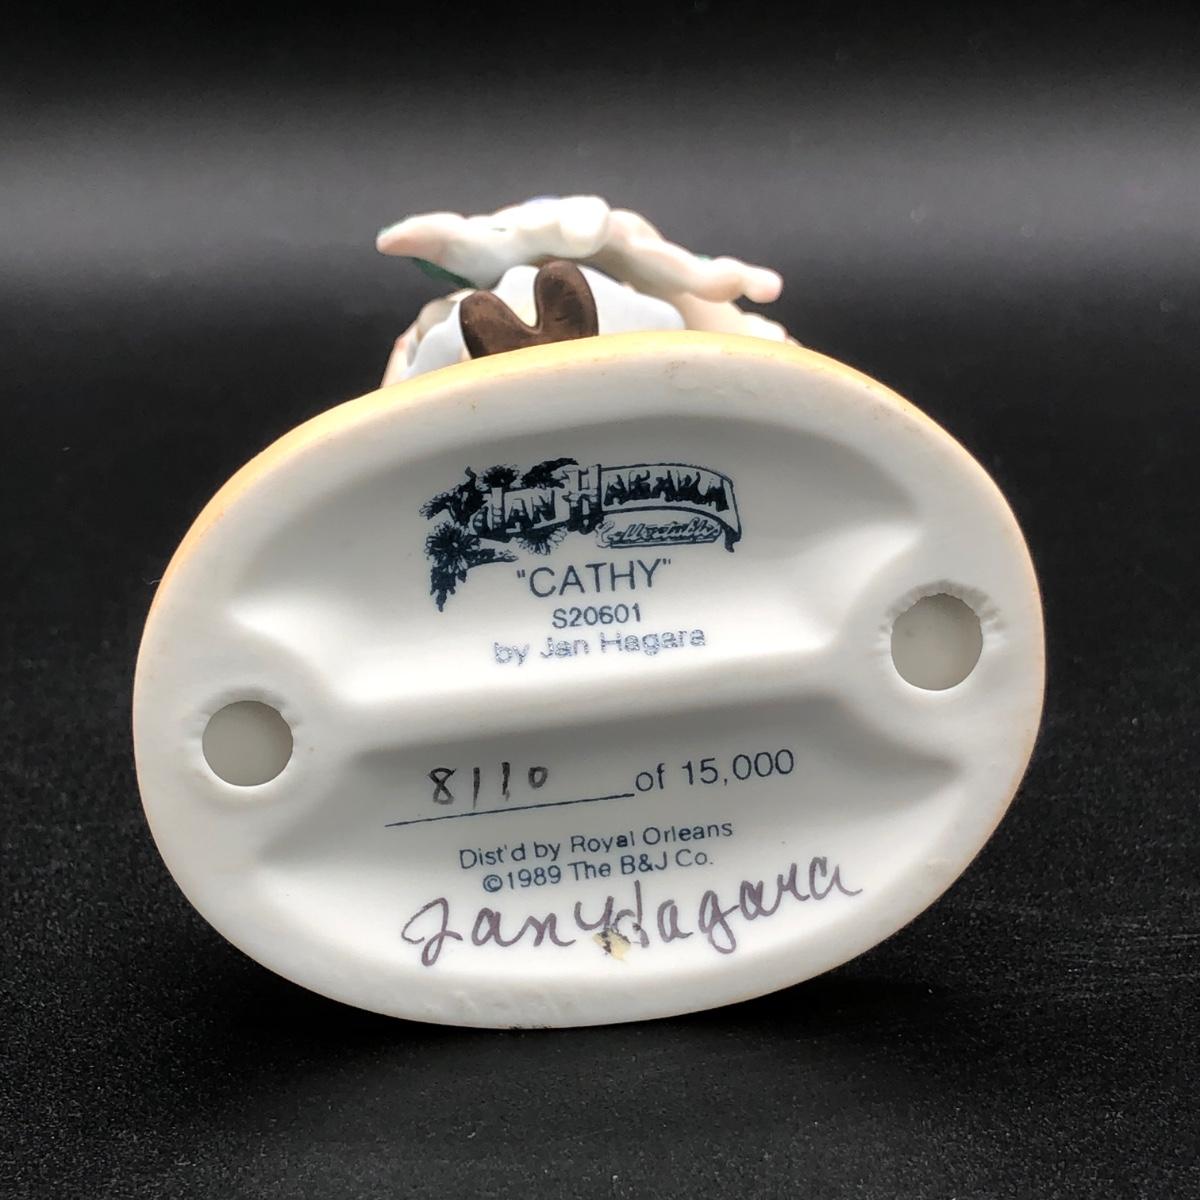 JAN HAGARA
Collectibles
"CATHY"
S20601
by Jan Hagara
8110 of 15,000
Dist'd by Royal Orleans
©1989 The B&J Co.
Jan Hagara